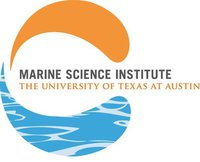 MARINE SCIENCE INSTITUTE
THE UNIVERSITY OF TEXAS AT AUSTIN